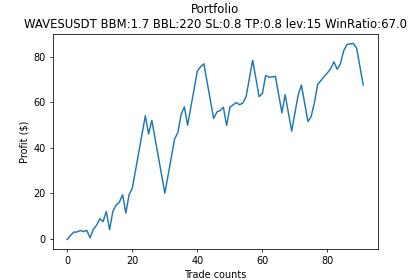 Portfolio
WAVESUSDT BBM:1.7 BBL:220 SL:0.8 TP:0.8 lev:15 WinRatio:67.0
80
60
40
20
0
Profit ($)
0 20 40 60 80
Trade counts